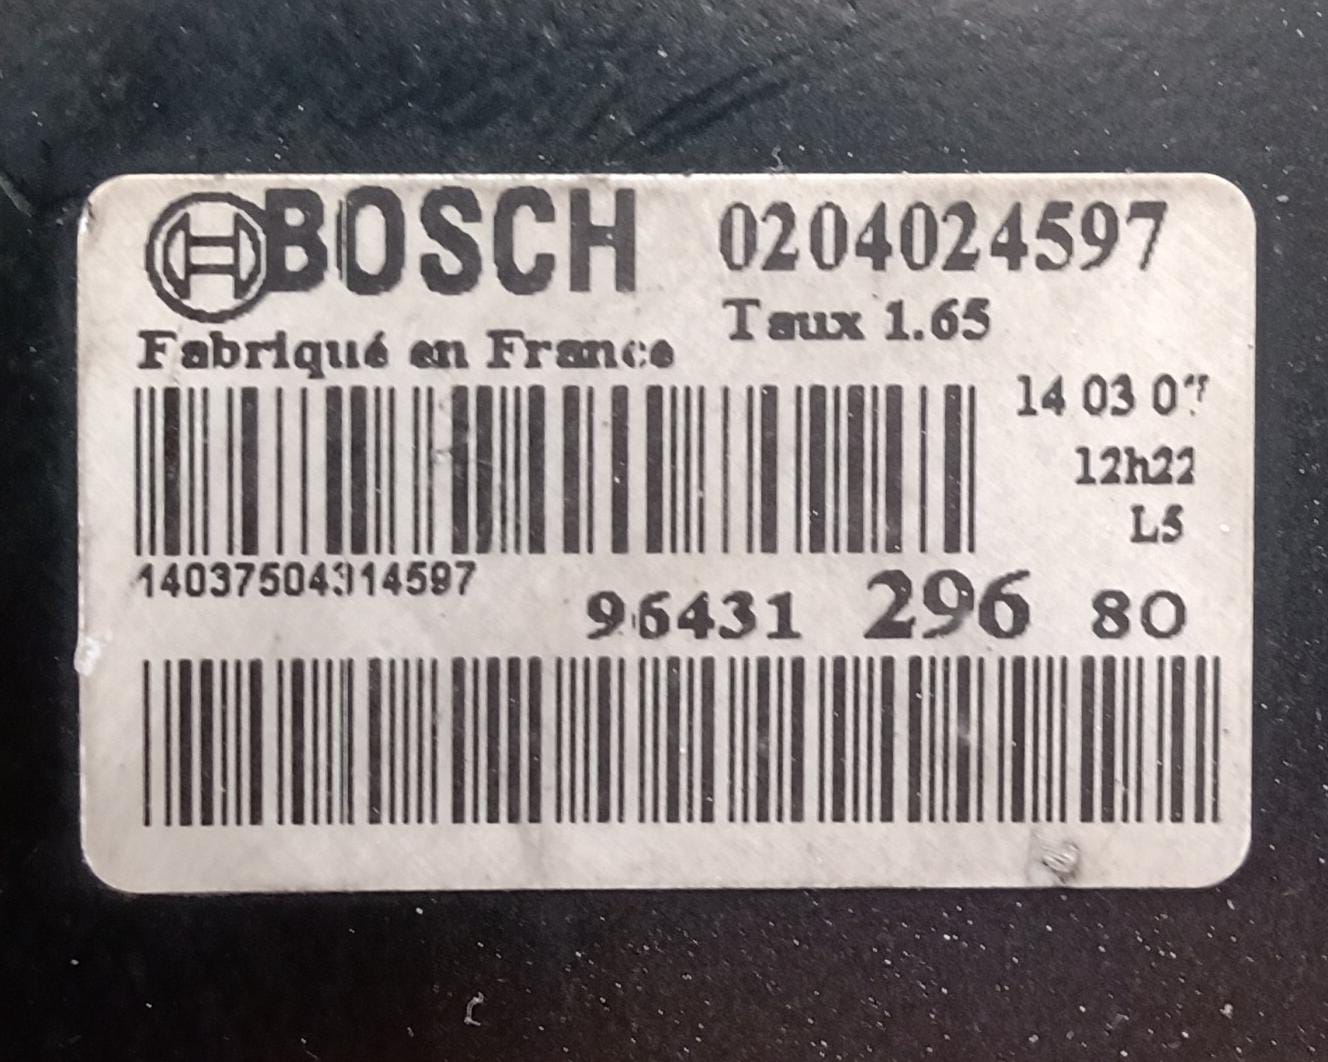 BOSCH 0204024597
Taux 1.65
Fabriqué en France
14 03 07
12h22
L5
14037504314597
96431 296 80